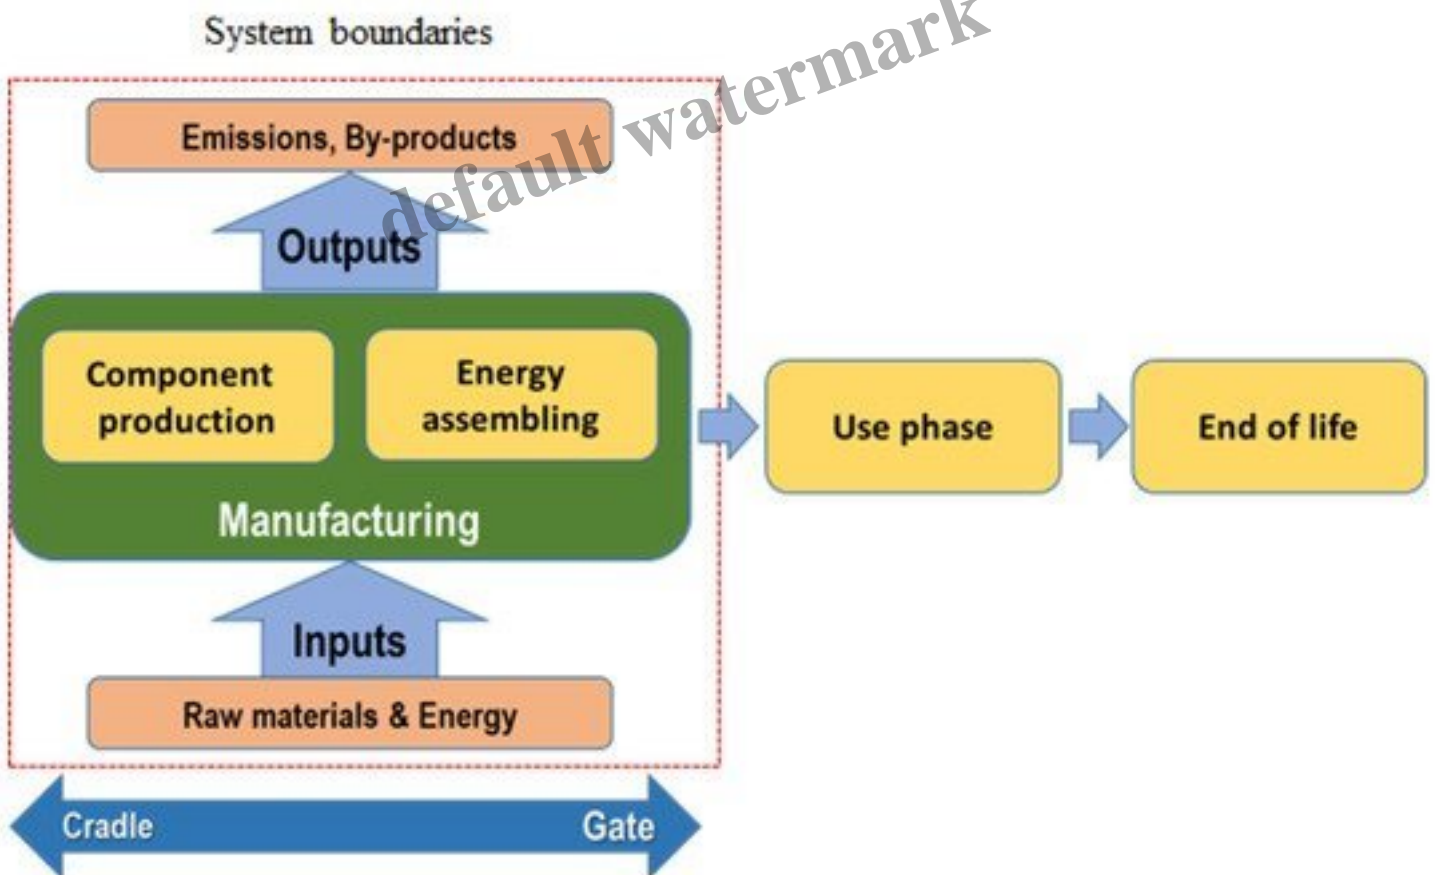 System boundaries
default watermark
Emissions, By-products
Outputs
Component
production
Energy
assembling
Manufacturing
Use phase
End of life
Inputs
Raw materials & Energy
Cradle
Gate